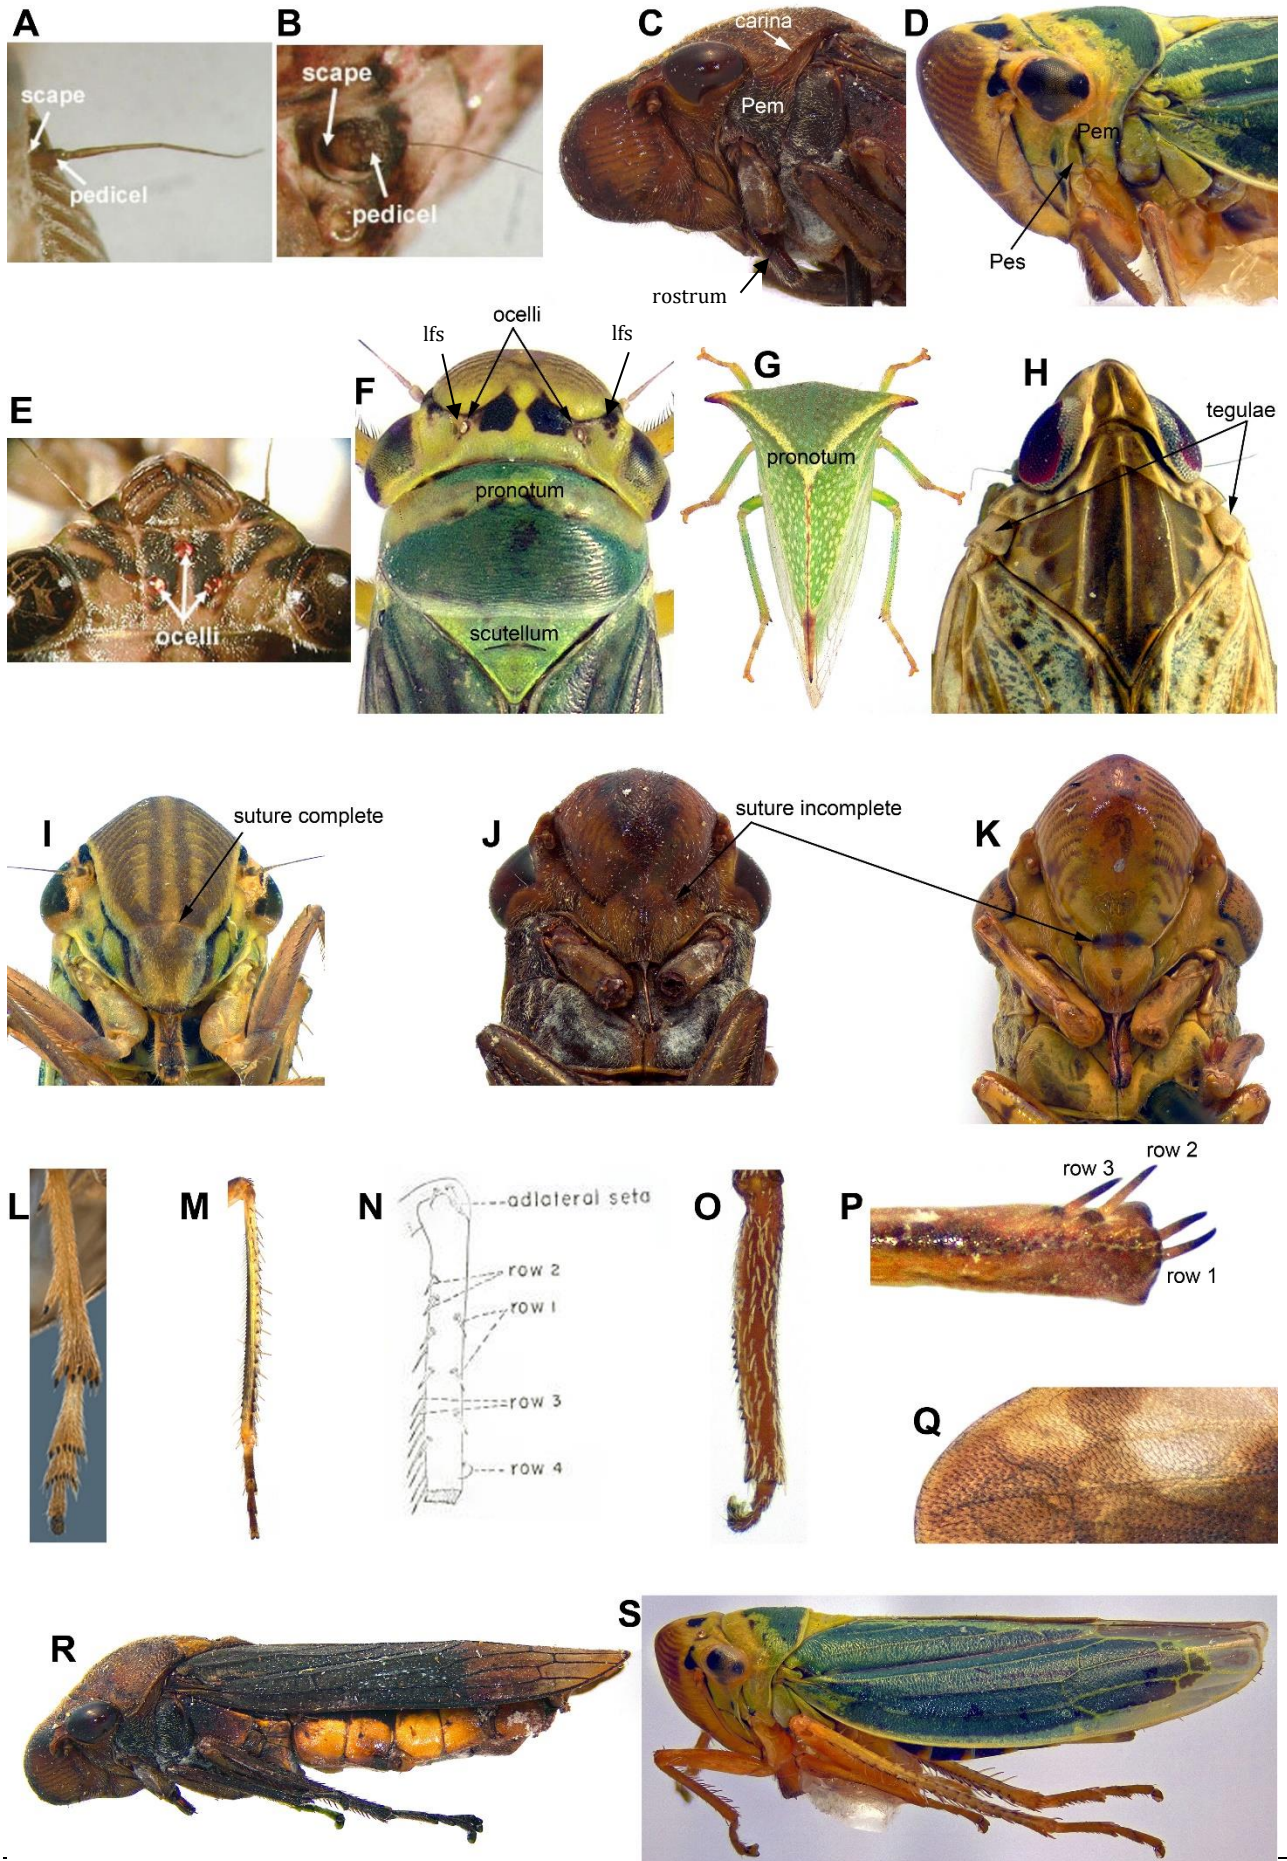 A
scape
pedicel
B
scape
pedicel
C
carina
Pem
rostrum
D
Pem
Pes
E
ocelli
F
lfs
ocelli
lfs
pronotum
scutellum
G
pronotum
H
tegulae
I
suture complete
J
suture incomplete
K
L
M
N
adlateral seta
row 2
row 1
row 3
row 4
O
P
row 3
row 2
row 1
Q
R
S